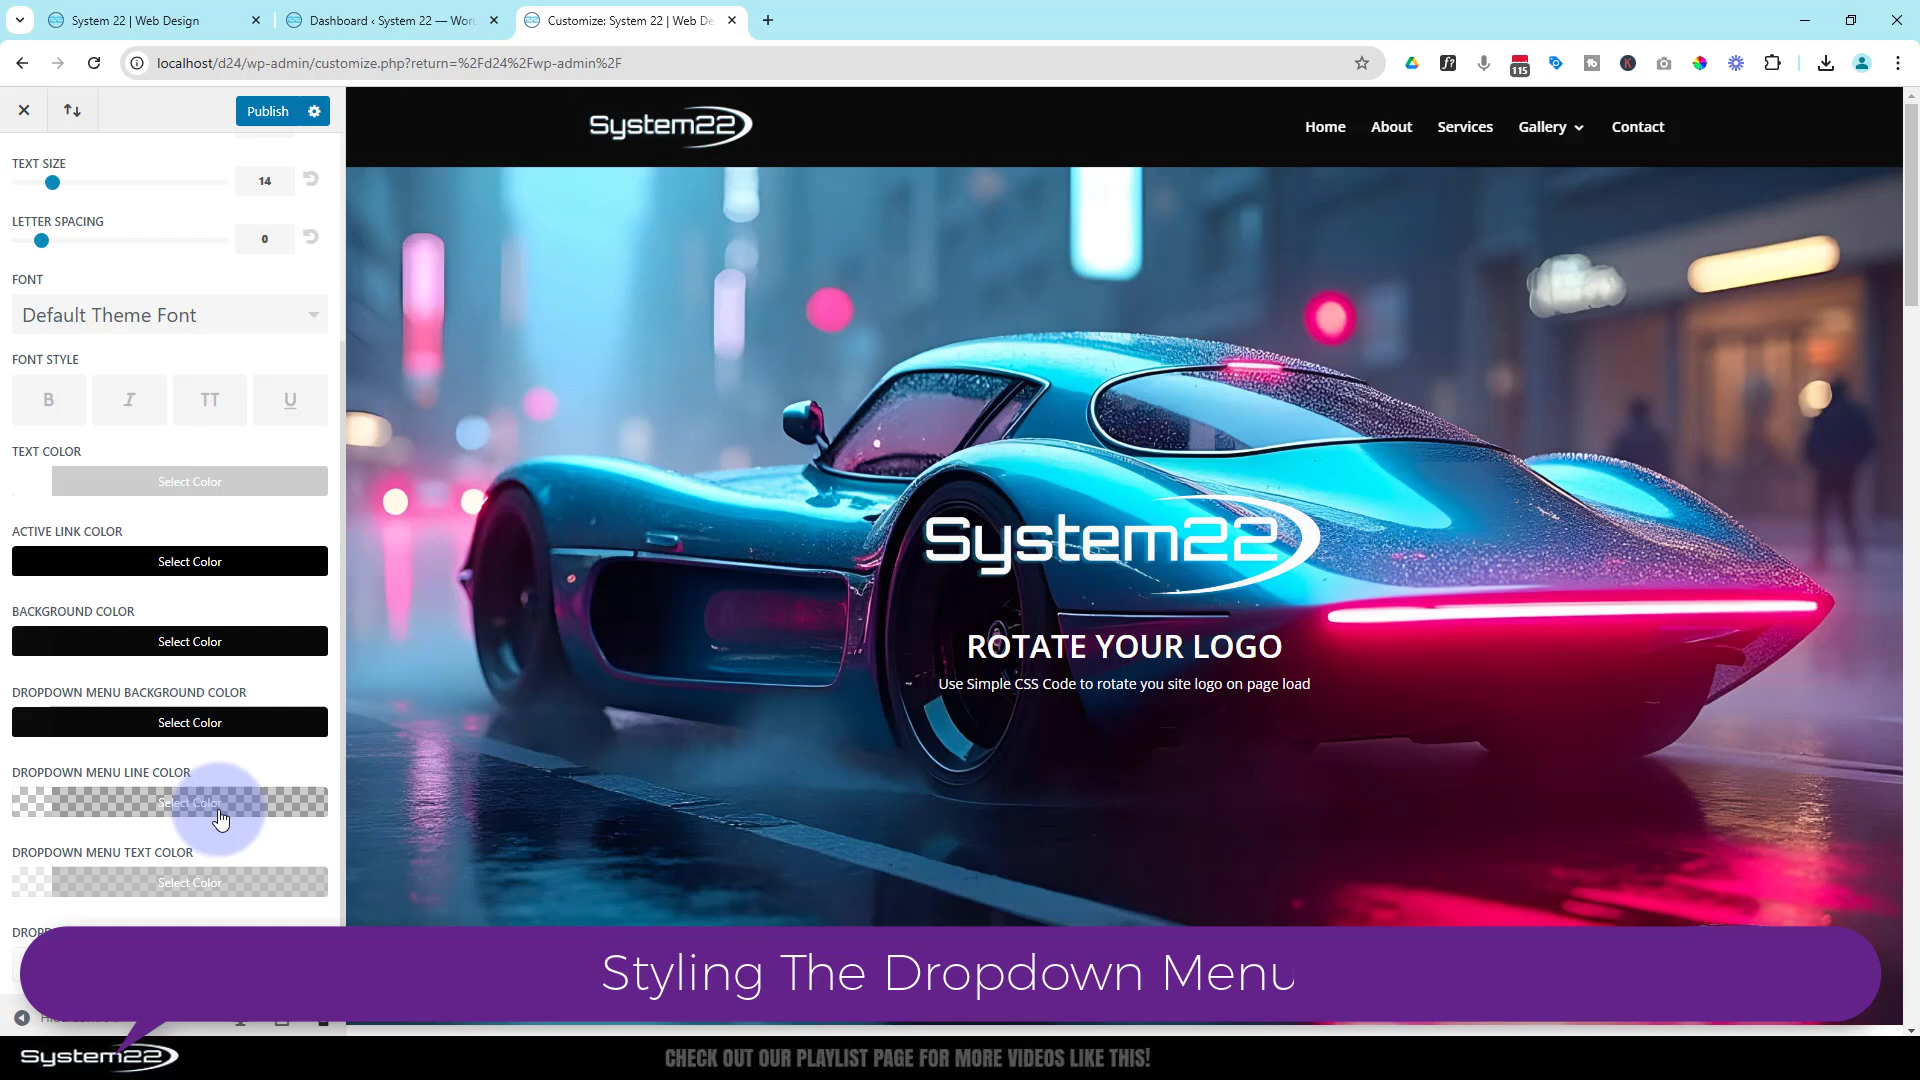 System 22 | Web Design
Dashboard ‹ System 22 — Wor
Customize: System 22 | Web De
localhost/d24/wp-admin/customize.php?return=%2Fd24%2Fwp-admin%2F
115
Publish
System22
Home About Services Gallery Contact
TEXT SIZE
14
LETTER SPACING
0
FONT
Default Theme Font
FONT STYLE
B I TT U
TEXT COLOR
Select Color
ACTIVE LINK COLOR
Select Color
BACKGROUND COLOR
Select Color
DROPDOWN MENU BACKGROUND COLOR
Select Color
DROPDOWN MENU LINE COLOR
Select Color
DROPDOWN MENU TEXT COLOR
Select Color
System22
ROTATE YOUR LOGO
Use Simple CSS Code to rotate you site logo on page load
Styling The Dropdown Menu
System22
CHECK OUT OUR PLAYLIST PAGE FOR MORE VIDEOS LIKE THIS!